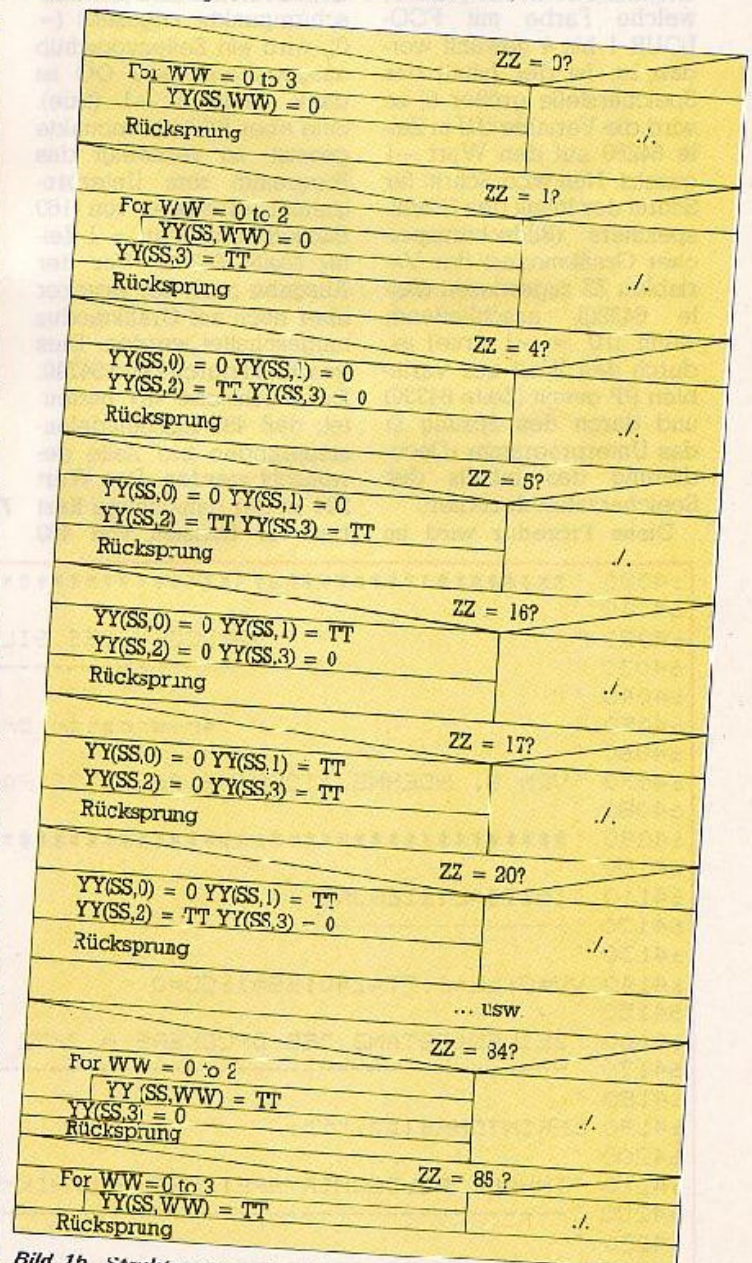 ZZ = 0?
For WW = 0 to 3
YY(SS,WW) = 0
Rücksprung
./.
ZZ = 1?
For WW = 0 to 2
YY(SS,WW) = 0
YY(SS,3) = TT
Rücksprung
./.
ZZ = 4?
YY(SS,0) = 0 YY(SS,1) = 0
YY(SS,2) = TT YY(SS,3) = 0
Rücksprung
./.
ZZ = 5?
YY(SS,0) = 0 YY(SS,1) = 0
YY(SS,2) = TT YY(SS,3) = TT
Rücksprung
./.
ZZ = 16?
YY(SS,0) = 0 YY(SS,1) = TT
YY(SS,2) = 0 YY(SS,3) = 0
Rücksprung
./.
ZZ = 17?
YY(SS,0) = 0 YY(SS,1) = TT
YY(SS,2) = 0 YY(SS,3) = TT
Rücksprung
./.
ZZ = 20?
YY(SS,0) = 0 YY(SS,1) = TT
YY(SS,2) = TT YY(SS,3) = 0
Rücksprung
./.
... usw.
ZZ = 84?
For WW = 0 to 2
YY (SS,WW) = TT
YY(SS,3) = 0
Rücksprung
./.
ZZ = 85 ?
For WW=0 to 3
YY(SS,WW) = TT
Rücksprung
./.
Bild 1b